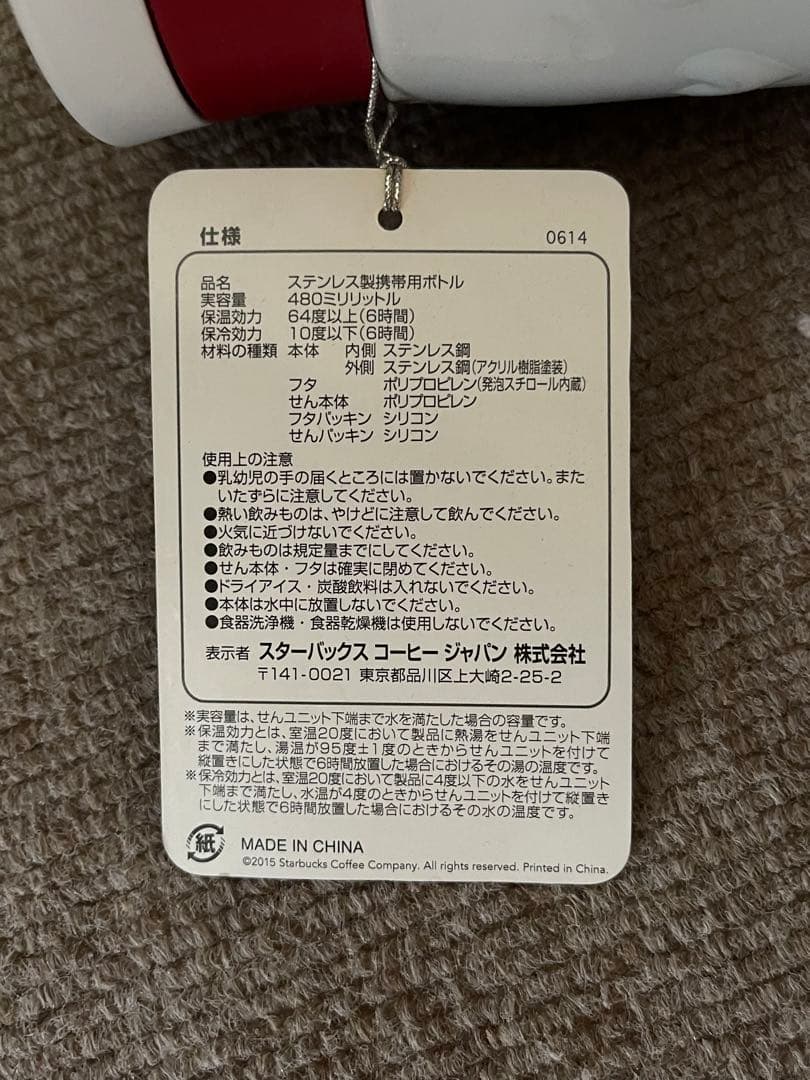 仕様 0614
品名 ステンレス製携帯用ボトル
実容量 480ミリリットル
保温効力 64度以上(6時間)
保冷効力 10度以下(6時間)
材料の種類 本体 内側 ステンレス鋼
外側 ステンレス鋼(アクリル樹脂塗装)
フタ ポリプロピレン(発泡スチロール内蔵)
せん本体 ポリプロピレン
フタパッキン シリコン
せんパッキン シリコン
使用上の注意
●乳幼児の手の届くところには置かないでください。また
いたずらに注意してください。
●熱い飲みものは、やけどに注意して飲んでください。
●火気に近づけないでください。
●飲みものは規定量までにしてください。
●せん本体・フタは確実に閉めてください。
●ドライアイス・炭酸飲料は入れないでください。
●本体は水中に放置しないでください。
●食器洗浄機・食器乾燥機は使用しないでください。
表示者 スターバックス コーヒー ジャパン 株式会社
〒141-0021 東京都品川区上大崎2-25-2
※実容量は、せんユニット下端まで水を満たした場合の容量です。
※保温効力とは、室温20度において製品に熱湯をせんユニット下端
まで満たし、湯温が95度±1度のときからせんユニットを付けて
縦置きにした状態で6時間放置した場合におけるその湯の温度です。
※保冷効力とは、室温20度において製品に4度以下の水をせんユニット
下端まで満たし、水温が4度のときからせんユニットを付けて縦置き
にした状態で6時間放置した場合におけるその水の温度です。
紙 MADE IN CHINA
©2015 Starbucks Coffee Company. All rights reserved. Printed in China.